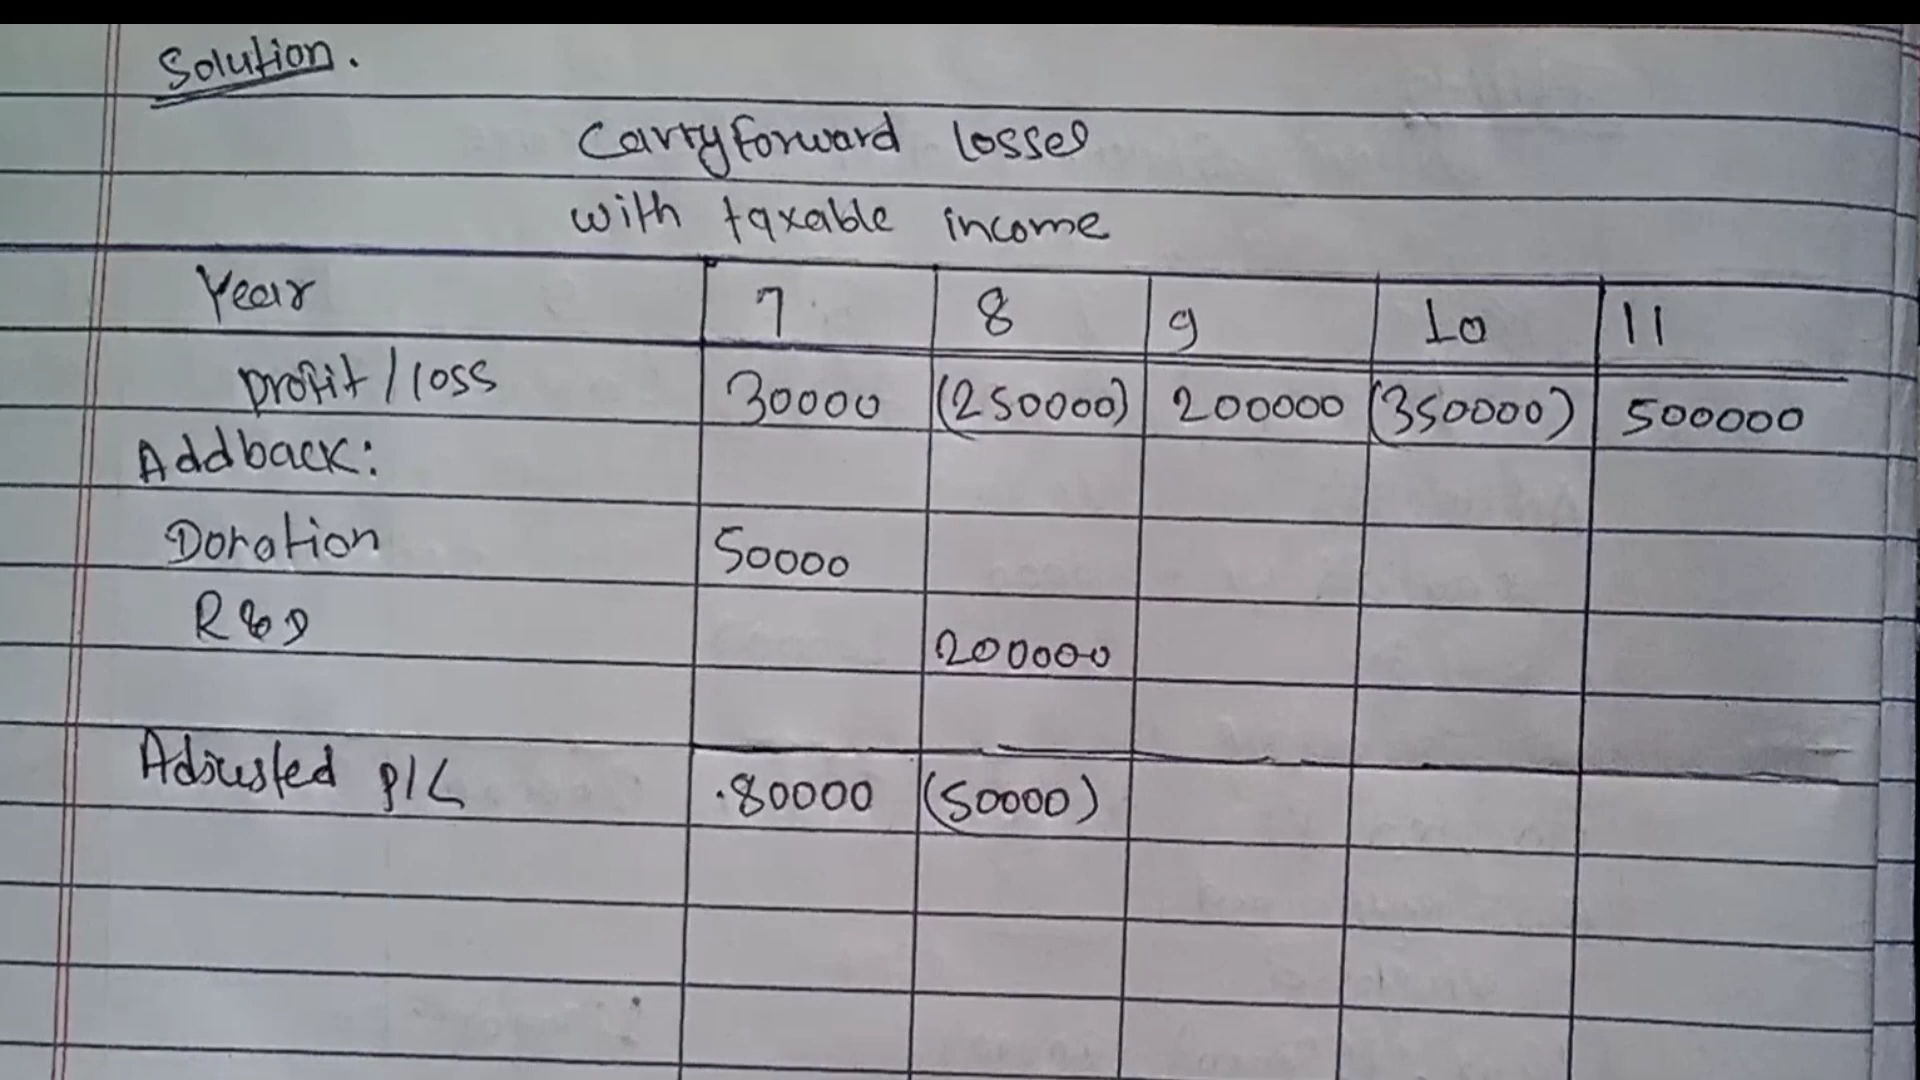 Solution.
Carryforward losses
with taxable income
Year 7 8 9 10 11
profit/loss 30000 (250000) 200000 (350000) 500000
Addback:
Donation 50000
R&D 200000
Adjusted P/L 80000 (50000)